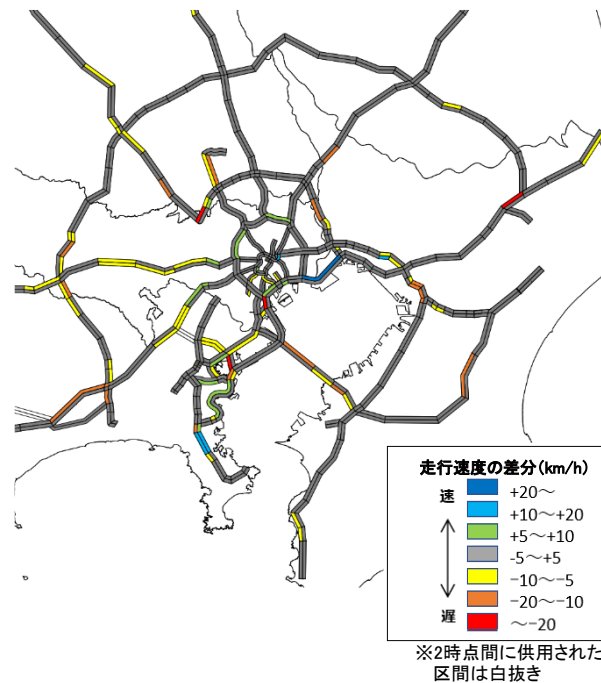 走行速度の差分(km/h)
速
+20～
+10～+20
+5～+10
-5～+5
-10～-5
-20～-10
遅
～-20
※2時点間に供用された
区間は白抜き